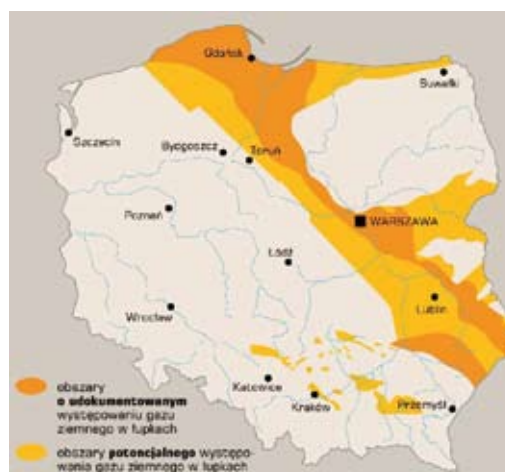 Gdańsk
Suwałki
Szczecin
Bydgoszcz
Toruń
Poznań
WARSZAWA
Łódź
Lublin
Wrocław
Katowice
Kraków
Przemyśl
obszary
o udokumentowanym
występowaniu gazu
ziemnego w łupkach
obszary potencjalnego występo-
wania gazu ziemnego w łupkach